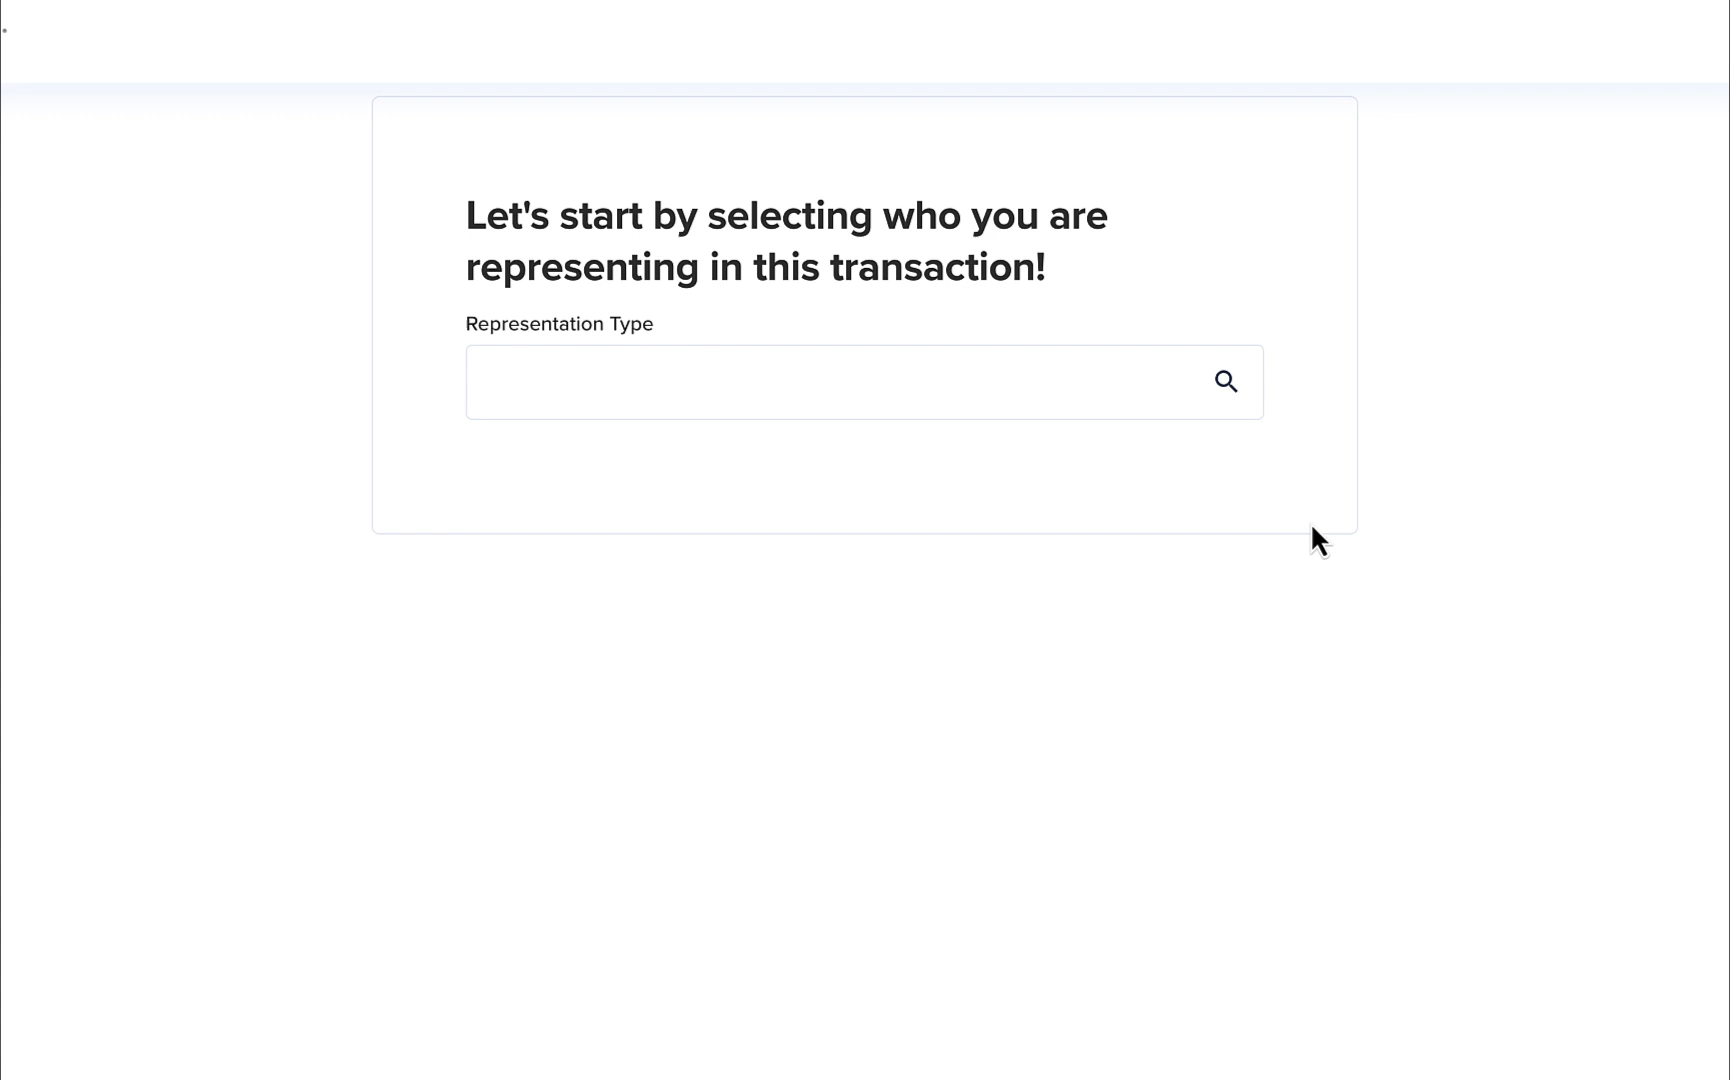 Let's start by selecting who you are
representing in this transaction!
Representation Type